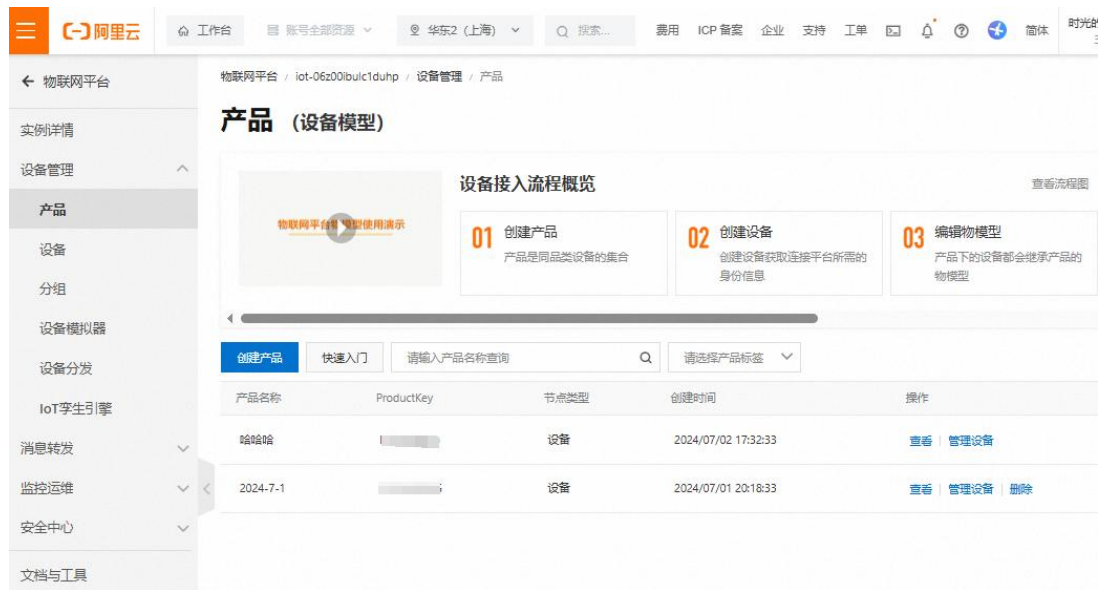 阿里云 工作台 账号全部资源 华东2（上海） 搜索... 费用 ICP 备案 企业 支持 工单 简体
物联网平台
物联网平台 / iot-06z00ibulc1duhp / 设备管理 / 产品
产品 （设备模型）
实例详情
设备管理
产品
设备
分组
设备模拟器
设备分发
IoT孪生引擎
消息转发
监控运维
安全中心
文档与工具
设备接入流程概览 查看流程图
物联网平台物模型使用演示
01 创建产品
产品是同品类设备的集合
02 创建设备
创建设备获取连接平台所需的
身份信息
03 编辑物模型
产品下的设备都会继承产品的
物模型
创建产品 快速入门 请输入产品名称查询 请选择产品标签
产品名称 ProductKey 节点类型 创建时间 操作
哈哈哈 设备 2024/07/02 17:32:33 查看 管理设备
2024-7-1 设备 2024/07/01 20:18:33 查看 管理设备 删除